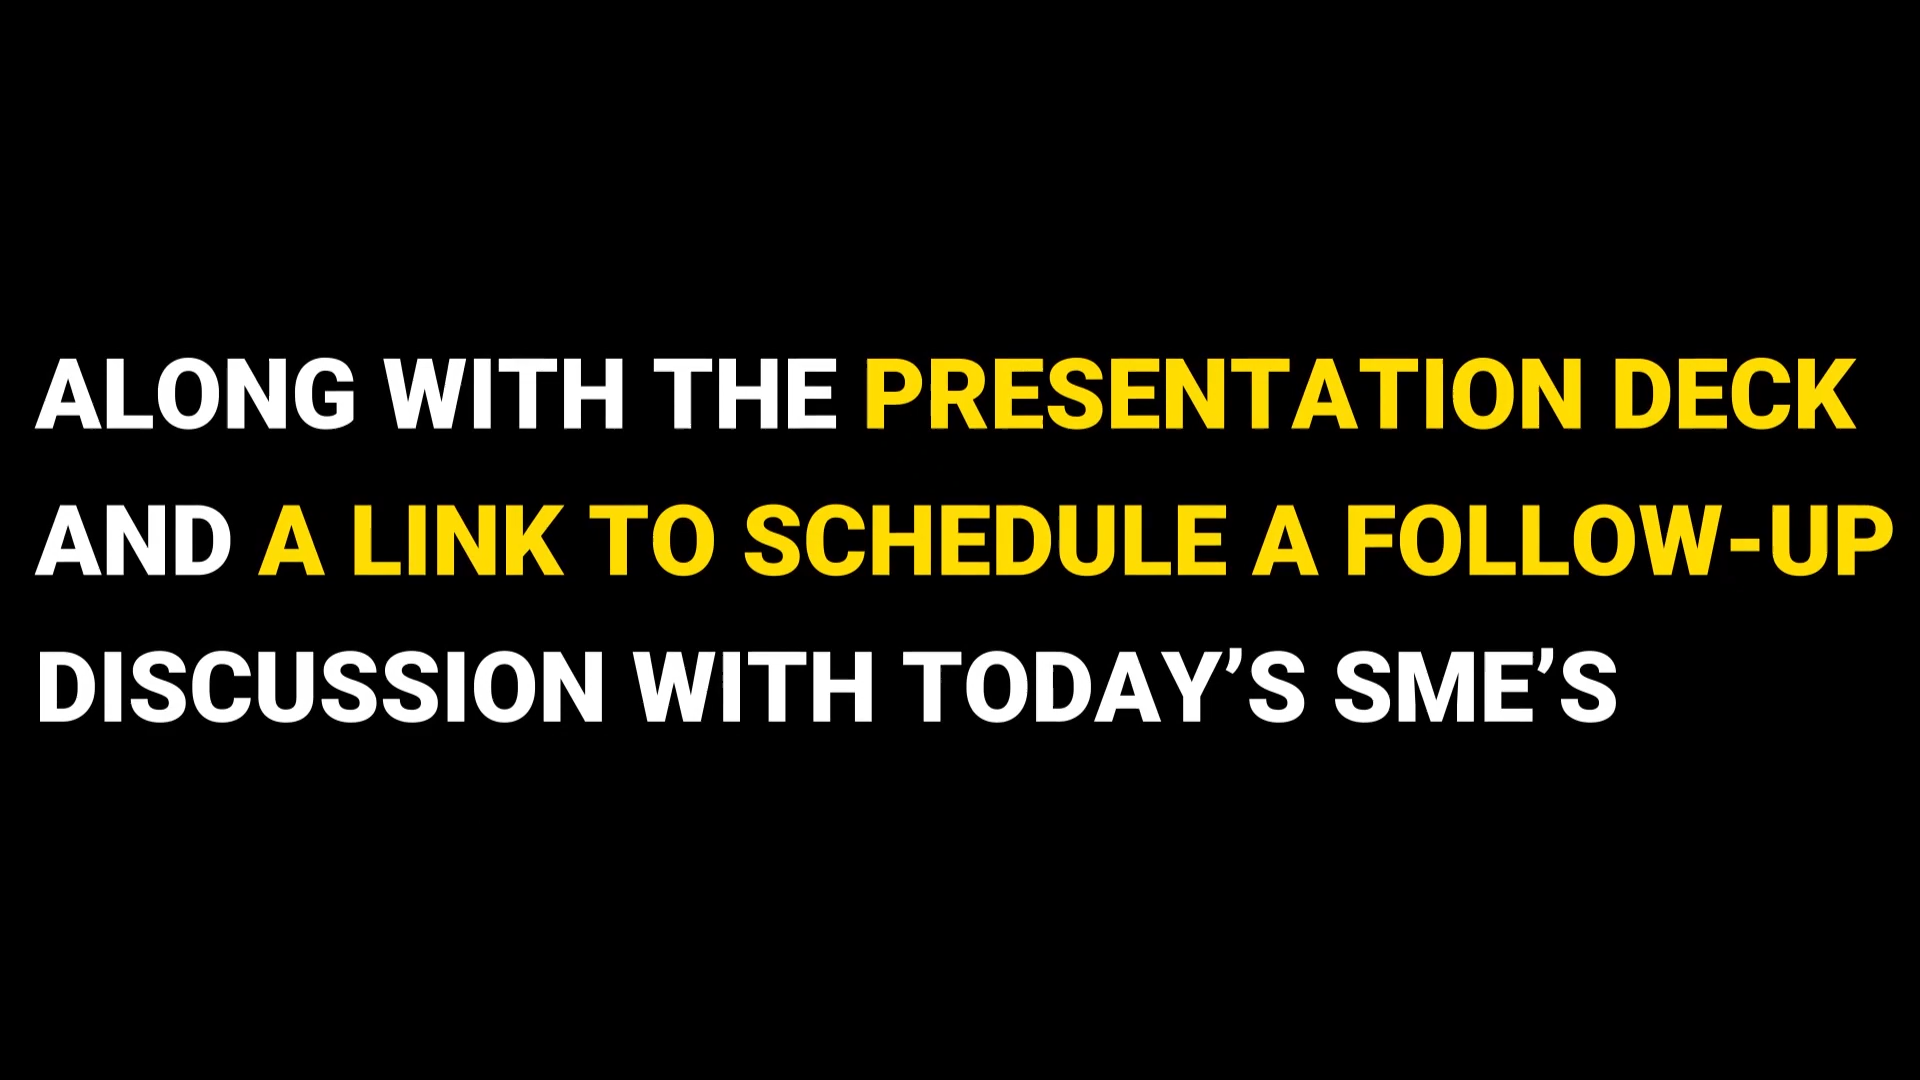 ALONG WITH THE PRESENTATION DECK
AND A LINK TO SCHEDULE A FOLLOW-UP
DISCUSSION WITH TODAY’S SME’S